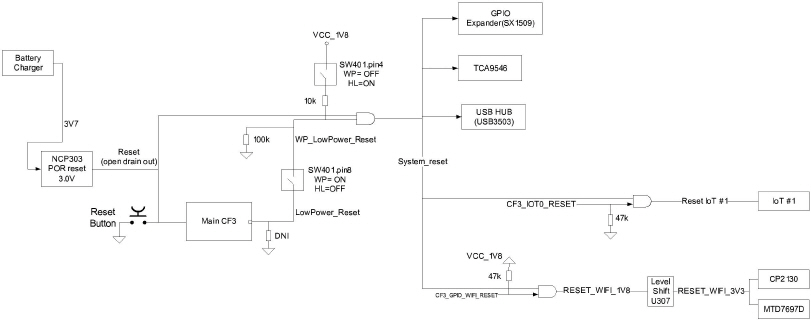 GPIO
Expander(SX1509)
VCC_1V8
Battery
Charger
SW401.pin4
WP= OFF
HL=ON
TCA9546
10k
USB HUB
(USB3503)
3V7
100k
WP_LowPower_Reset
Reset
(open drain out)
NCP303
POR reset
3.0V
System_reset
SW401.pin8
WP= ON
HL=OFF
Reset
Button
Main CF3
LowPower_Reset
DNI
CF3_IOT0_RESET
47k
Reset IoT #1
IoT #1
VCC_1V8
47k
CF3_GPIO_WIFI_RESET
RESET_WIFI_1V8
Level
Shift
U307
RESET_WIFI_3V3
CP2130
MTD7697D